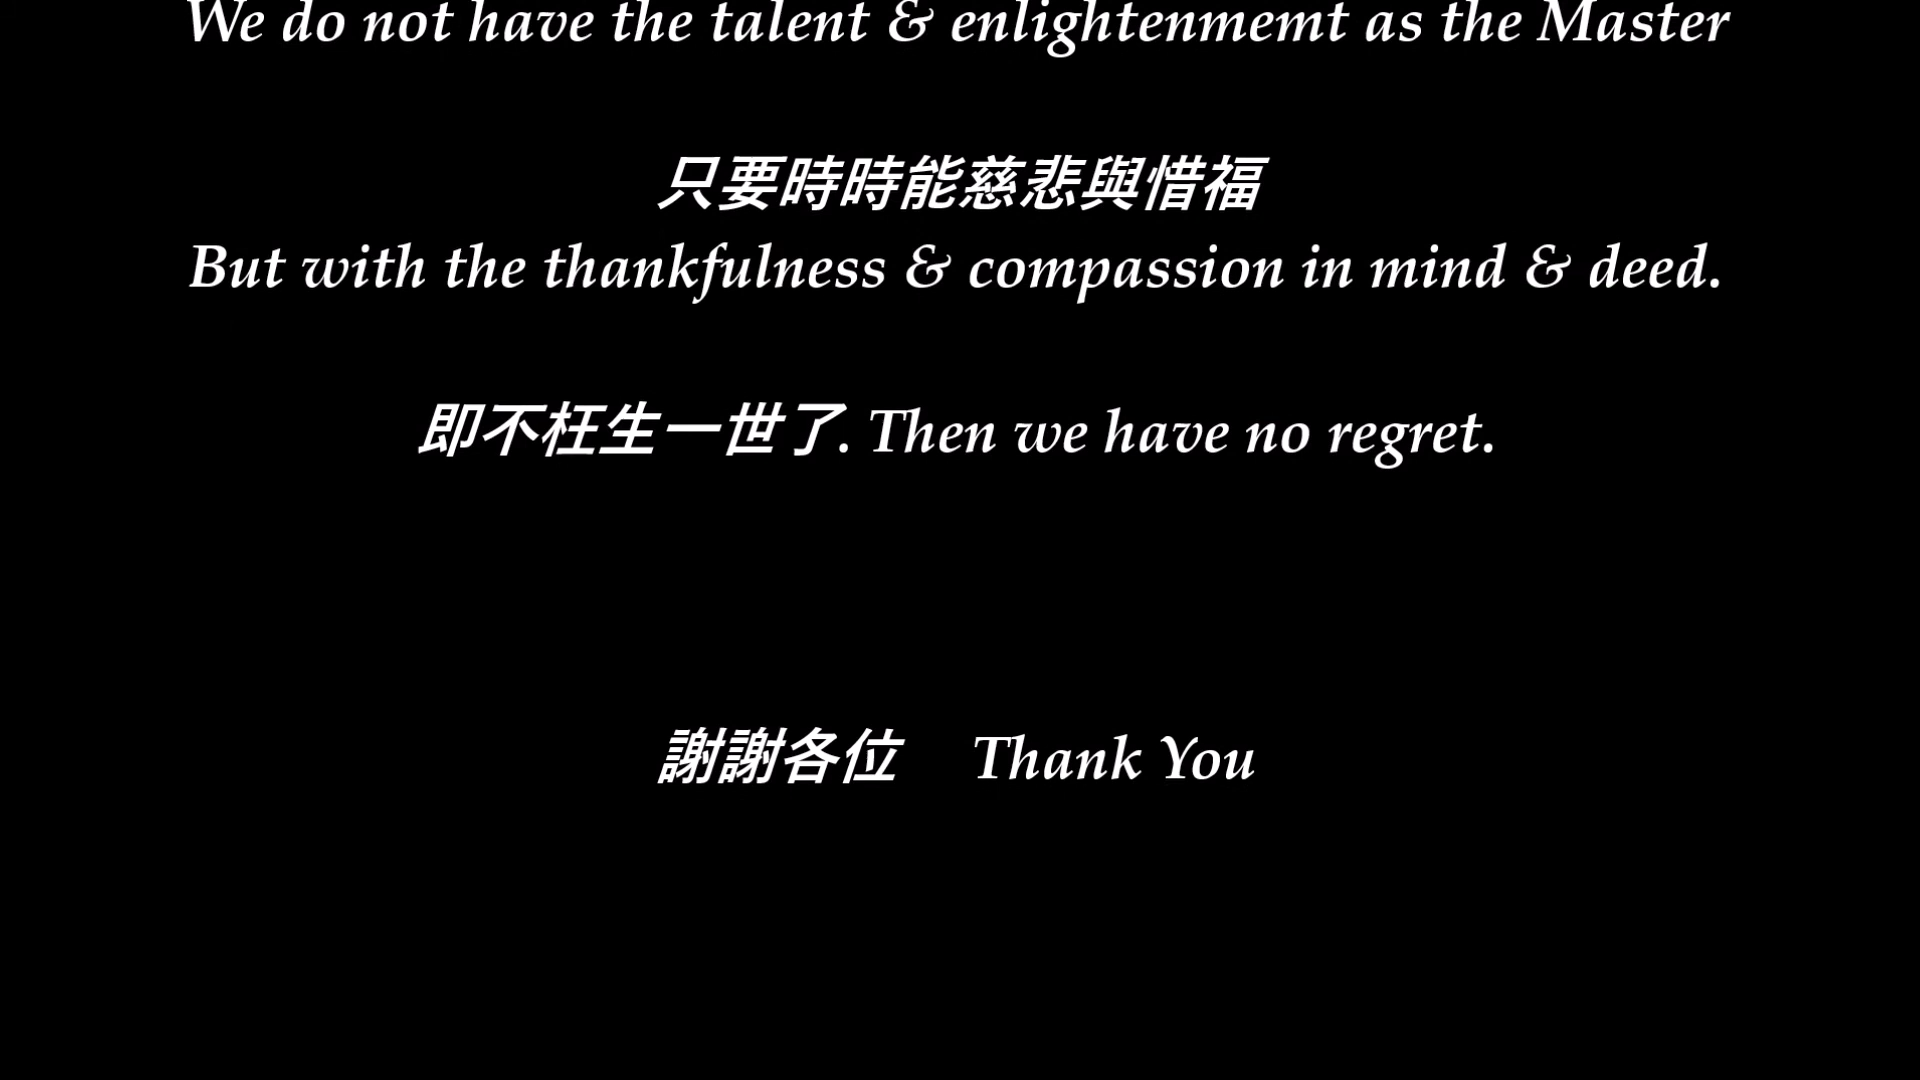 We do not have the talent & enlightenmemt as the Master
只要時時能慈悲與惜福
But with the thankfulness & compassion in mind & deed.
即不枉生一世了. Then we have no regret.
謝謝各位 Thank You